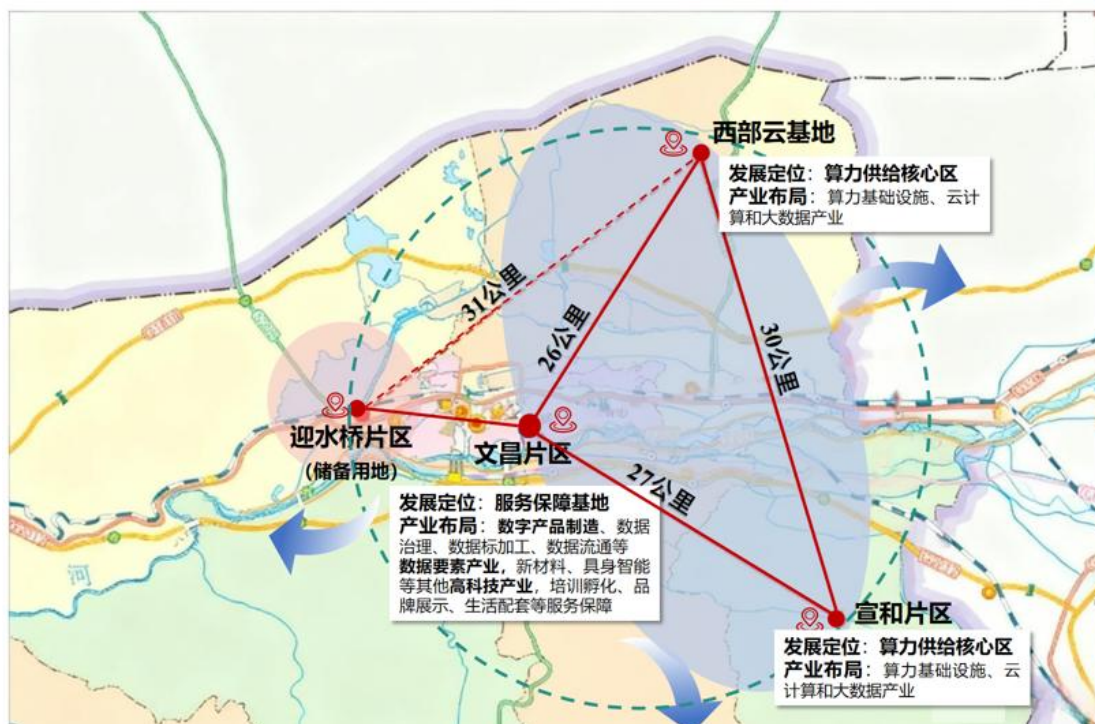 西部云基地
发展定位：算力供给核心区
产业布局：算力基础设施、云计
算和大数据产业
31公里
26公里
30公里
迎水桥片区
(储备用地)
文昌片区
27公里
发展定位：服务保障基地
产业布局：数字产品制造、数据
治理、数据标加工、数据流通等
数据要素产业，新材料、具身智能
等其他高科技产业，培训孵化、品
牌展示、生活配套等服务保障
宣和片区
发展定位：算力供给核心区
产业布局：算力基础设施、云
计算和大数据产业
河